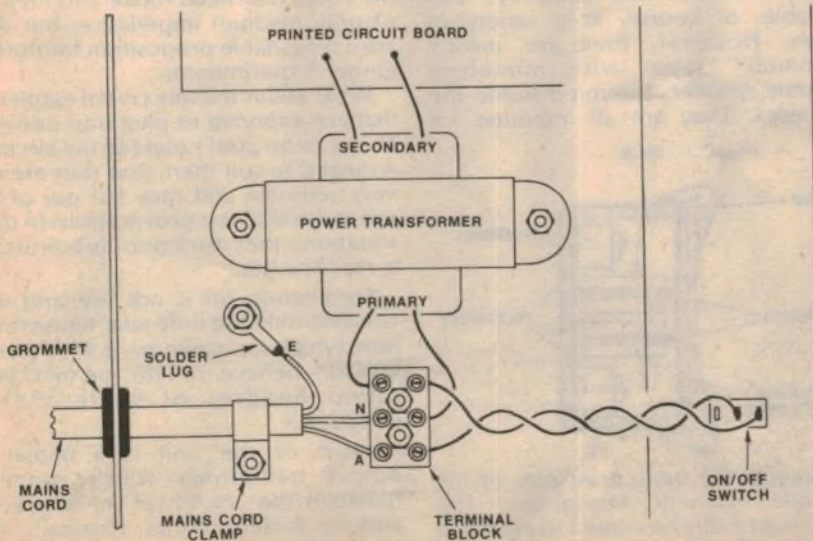 PRINTED CIRCUIT BOARD
SECONDARY
POWER TRANSFORMER
PRIMARY
GROMMET
SOLDER
LUG
E
N
A
MAINS
CORD
MAINS CORD
CLAMP
TERMINAL
BLOCK
ON/OFF
SWITCH